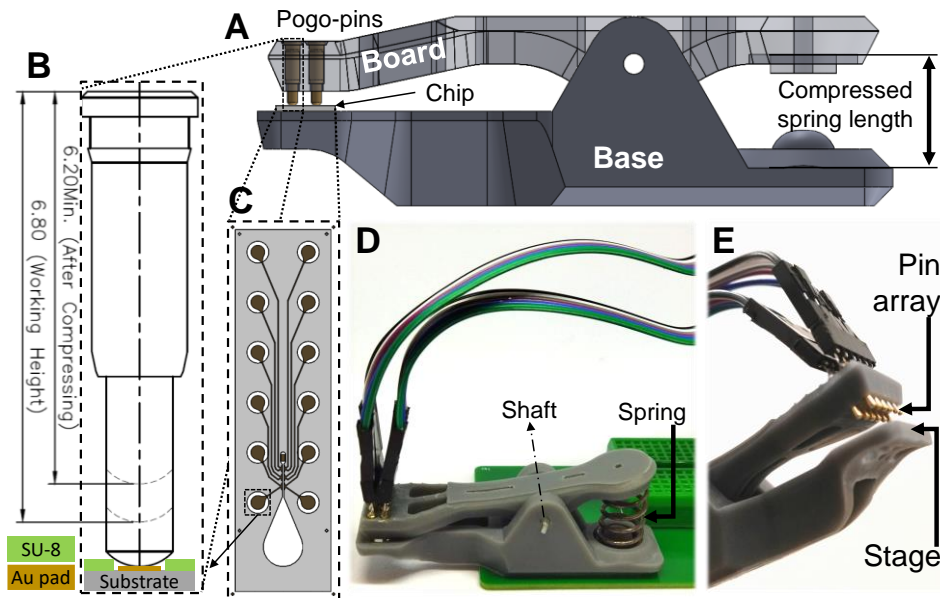 A
Pogo-pins
Board
Chip
Base
Compressed
spring length
B
6.20Min. (After Compressing)
6.80 (Working Height)
SU-8
Au pad
Substrate
C
D
Shaft
Spring
E
Pin
array
Stage